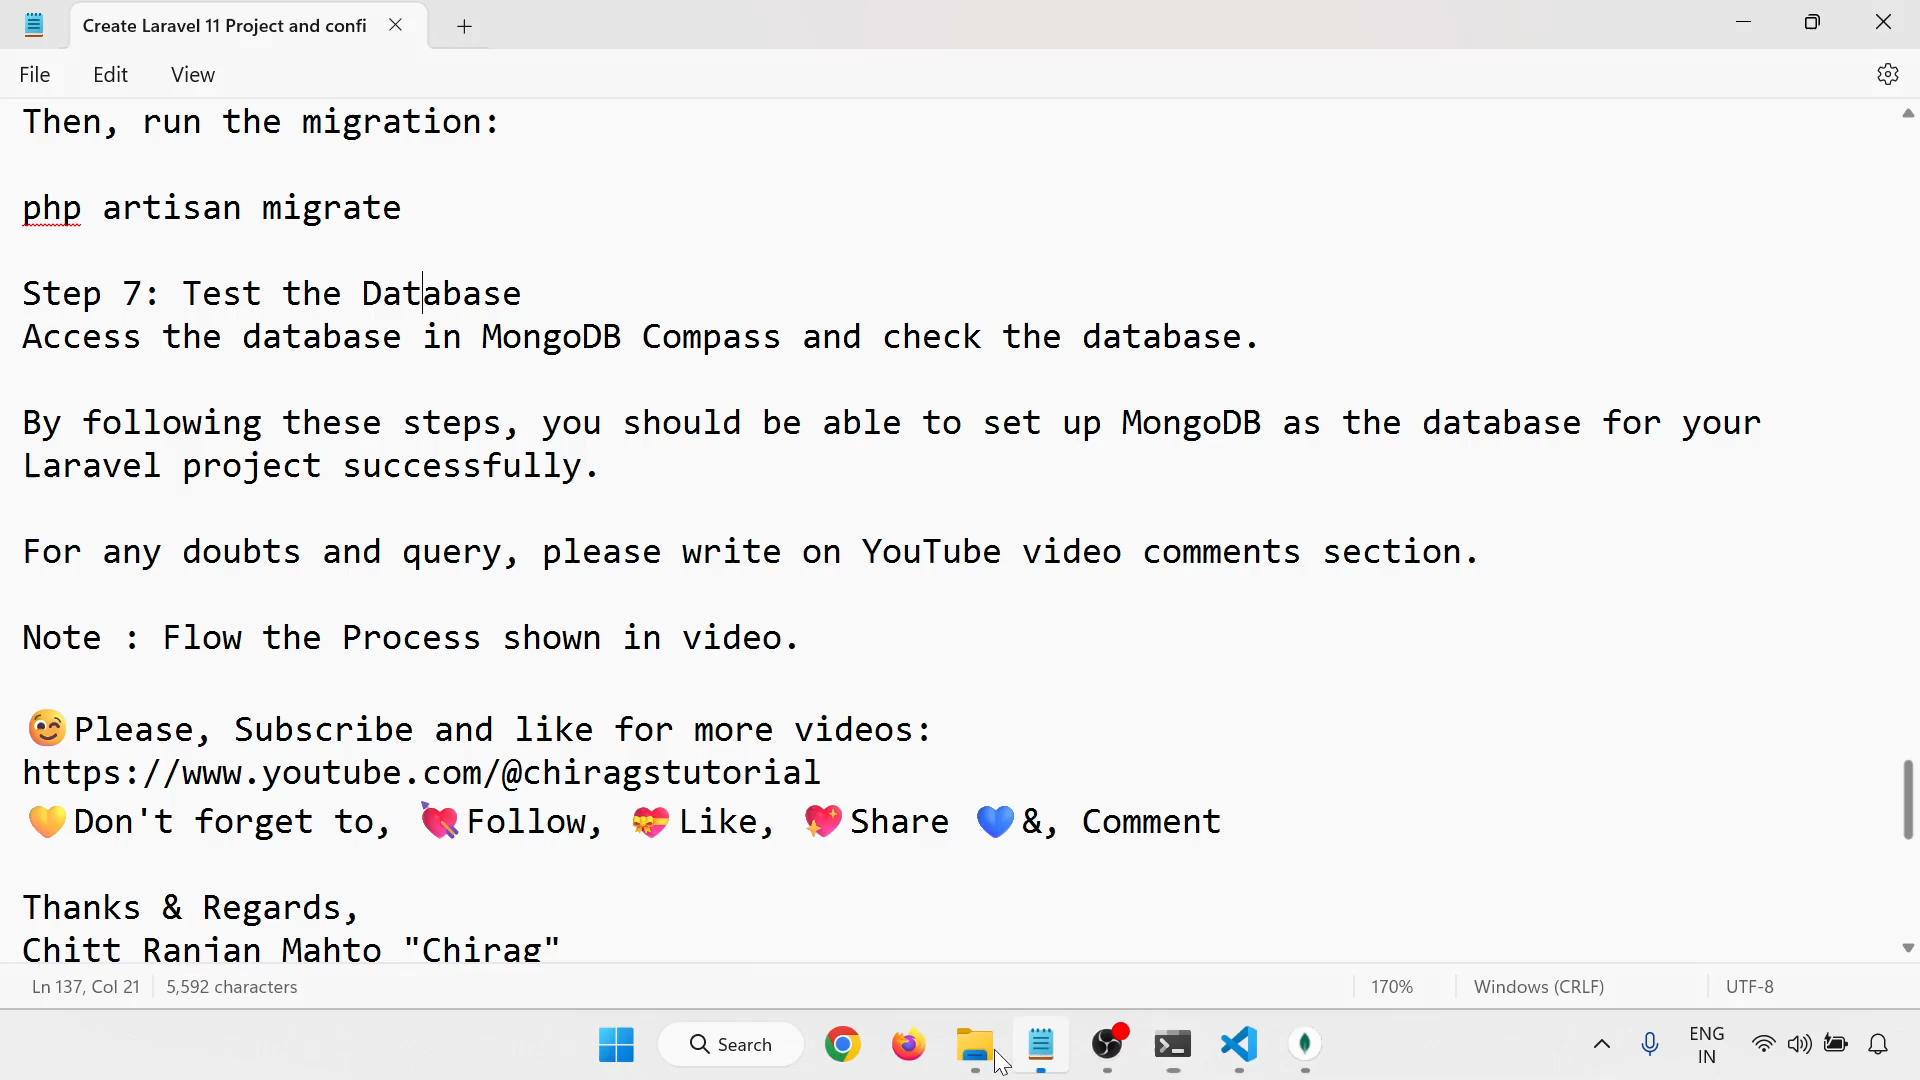 Create Laravel 11 Project and confi
File Edit View
Then, run the migration:
php artisan migrate
Step 7: Test the Database
Access the database in MongoDB Compass and check the database.
By following these steps, you should be able to set up MongoDB as the database for your
Laravel project successfully.
For any doubts and query, please write on YouTube video comments section.
Note : Flow the Process shown in video.
😉Please, Subscribe and like for more videos:
https://www.youtube.com/@chiragstutorial
💛Don't forget to, 💘Follow, 💝Like, 💖Share 💙&, Comment
Thanks & Regards,
Chitt Ranjan Mahto "Chirag"
Ln 137, Col 21 5,592 characters 170% Windows (CRLF) UTF-8
Search
ENG
IN